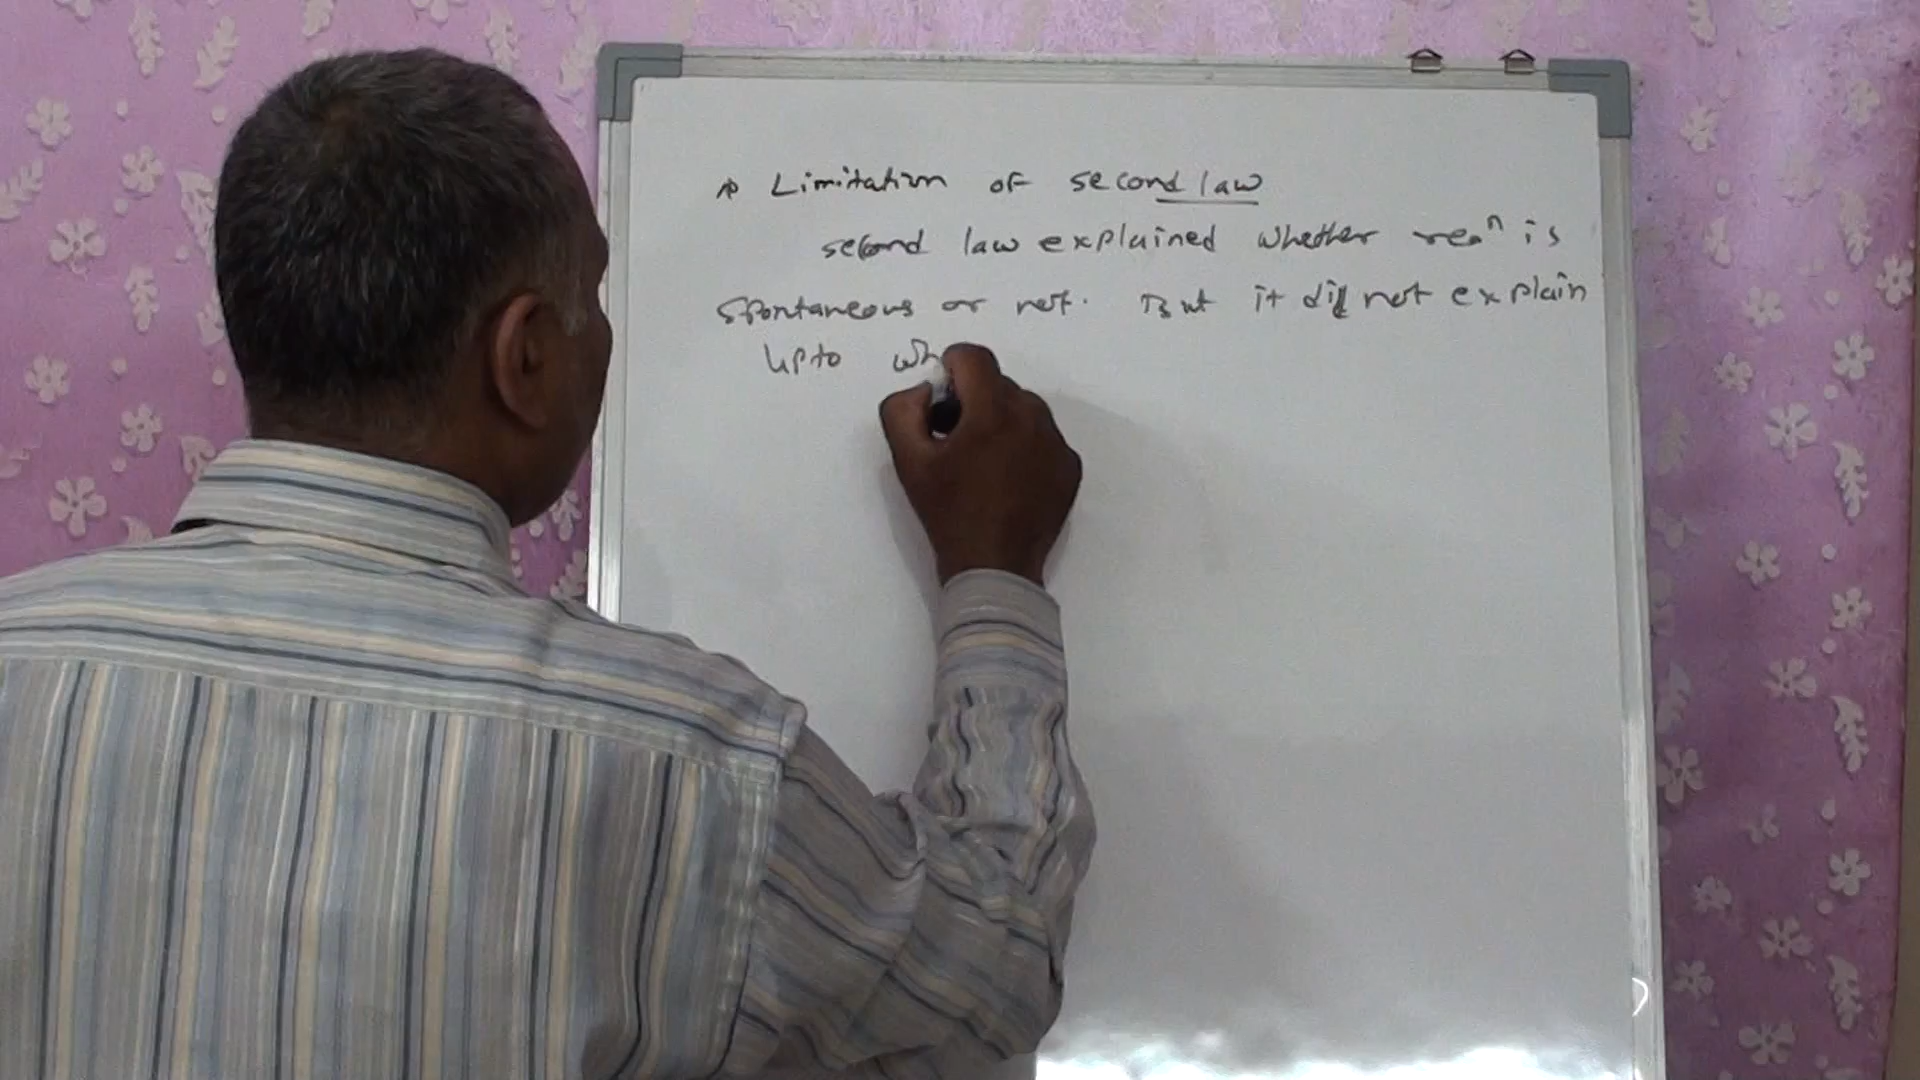 Limitation of second law
second law explained whether reaⁿ is
spontaneous or not. But it did not explain
upto wh